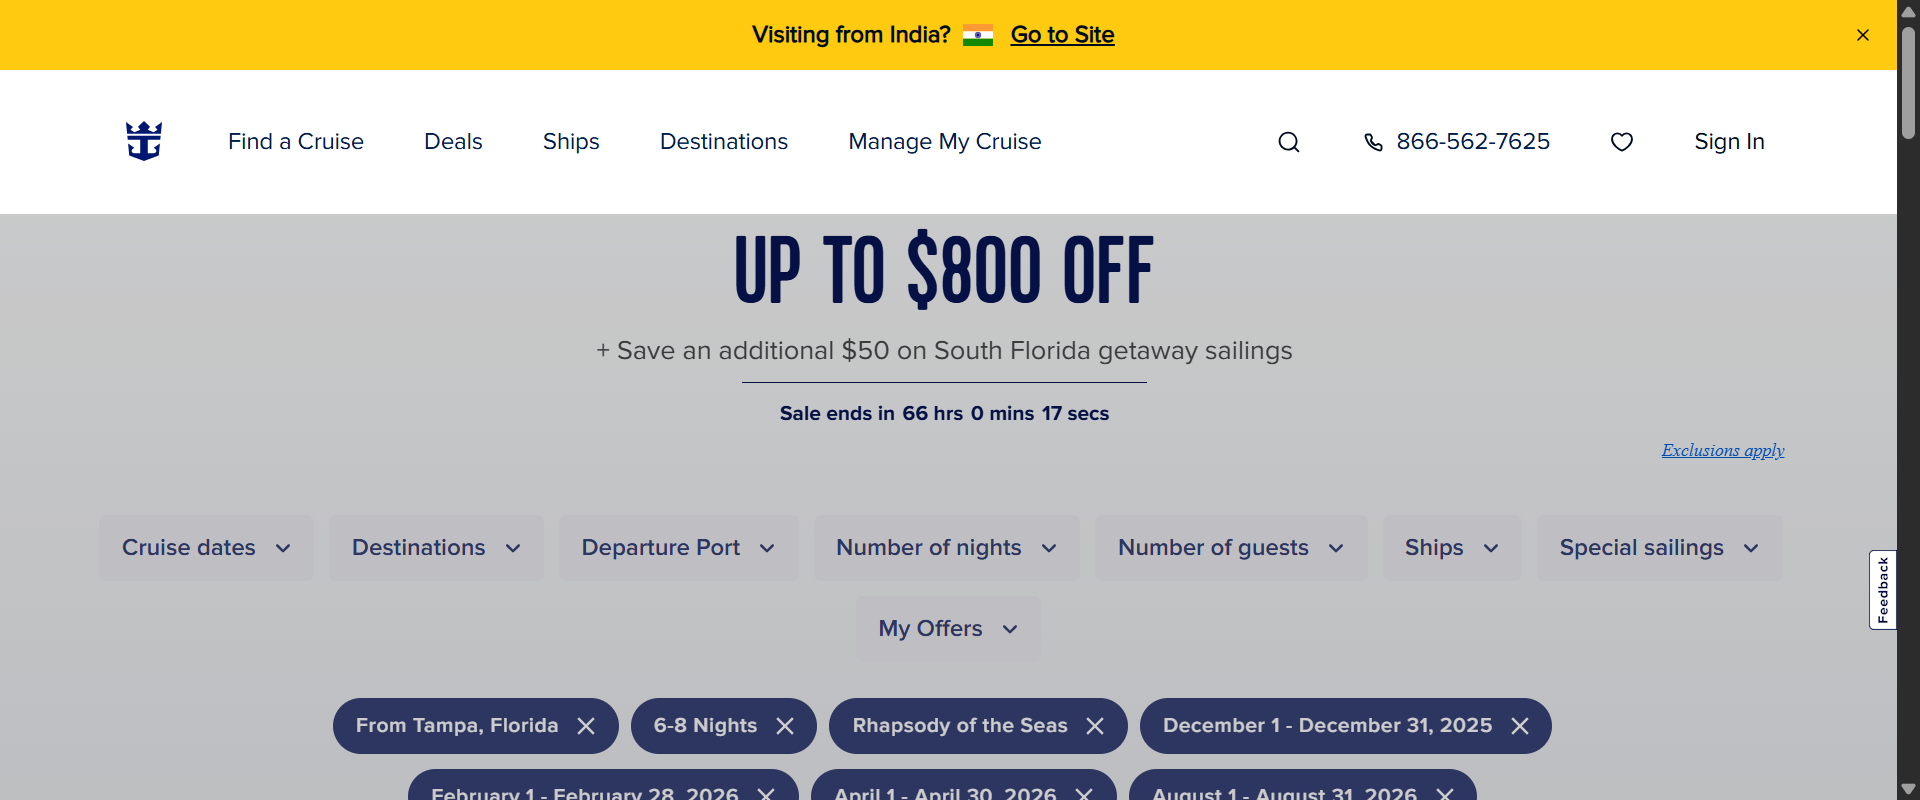 Visiting from India? Go to Site
Find a Cruise Deals Ships Destinations Manage My Cruise 866-562-7625 Sign In
UP TO $800 OFF
+ Save an additional $50 on South Florida getaway sailings
Sale ends in 66 hrs 0 mins 17 secs
Exclusions apply
Cruise dates Destinations Departure Port Number of nights Number of guests Ships Special sailings
Feedback
My Offers
From Tampa, Florida 6-8 Nights Rhapsody of the Seas December 1 - December 31, 2025
February 1 - February 28, 2026 April 1 - April 30, 2026 August 1 - August 31, 2026